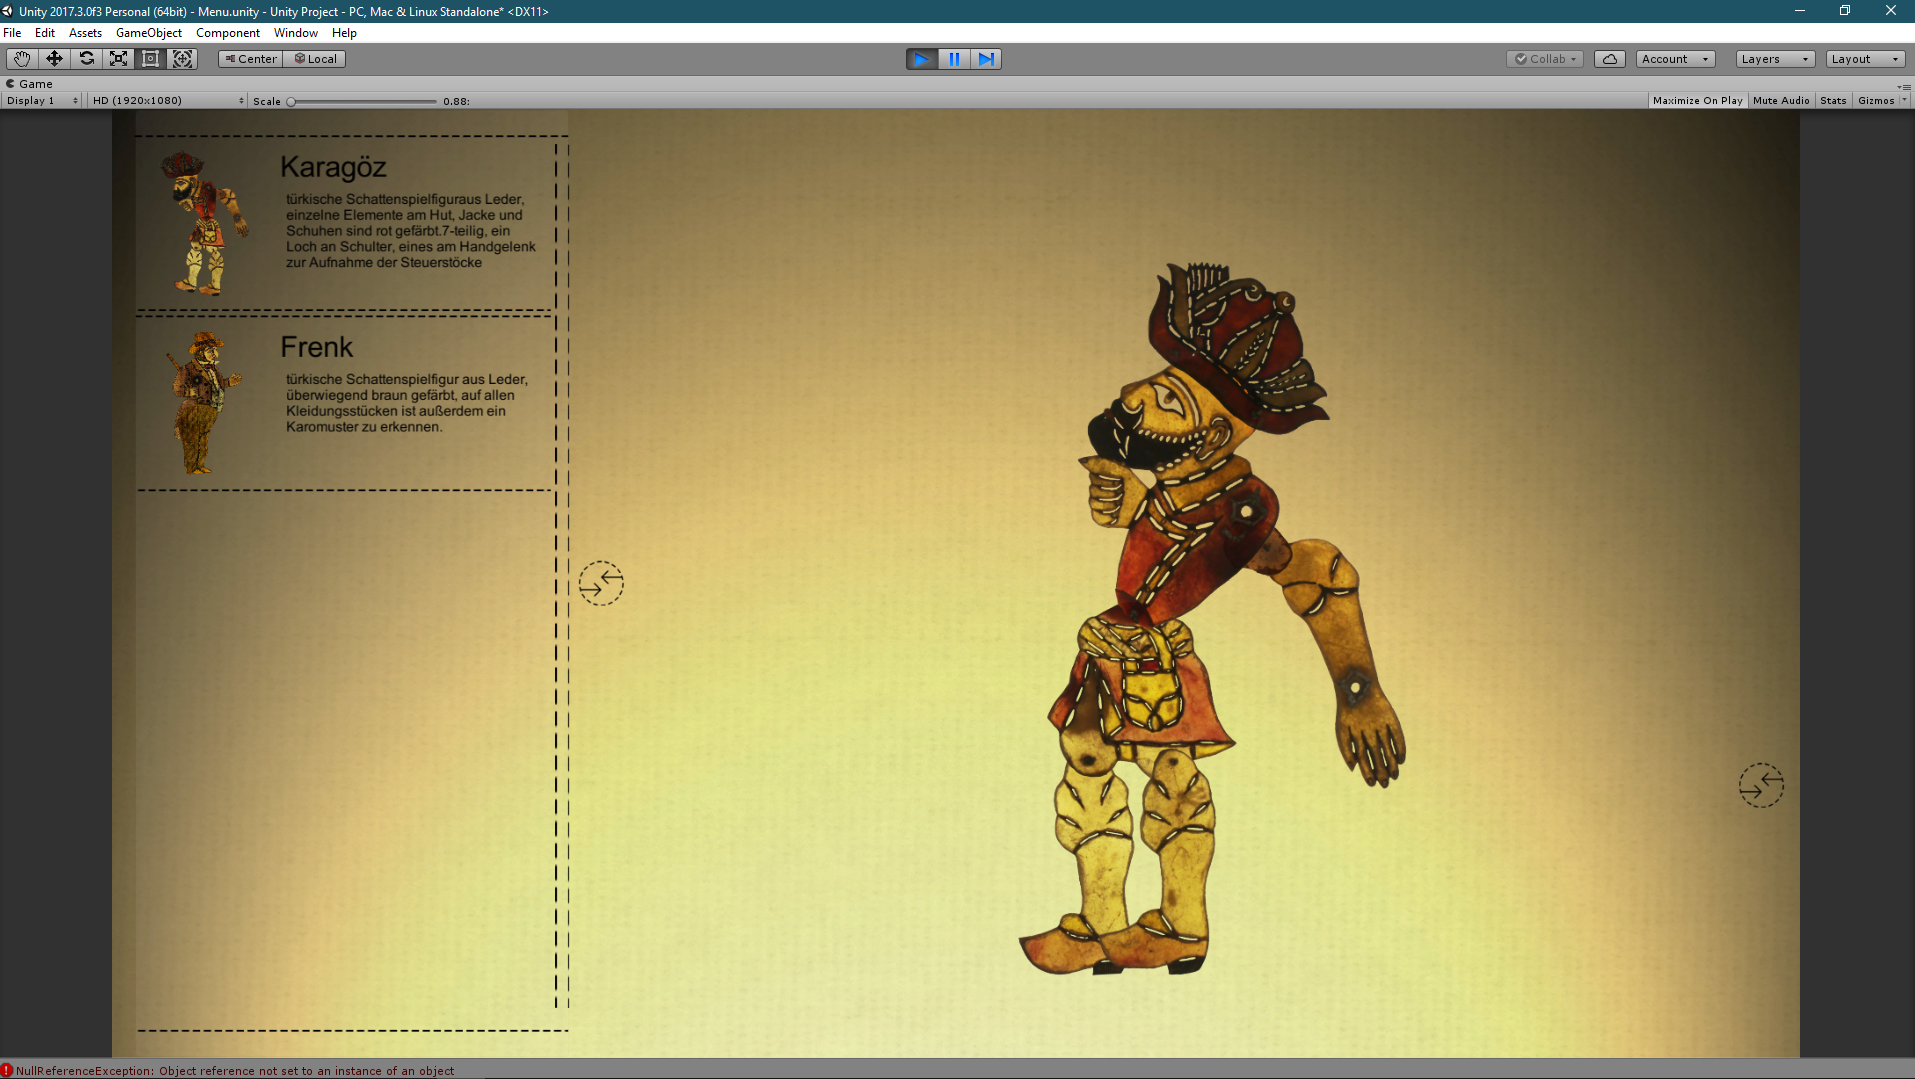 Unity 2017.3.0f3 Personal (64bit) - Menu.unity - Unity Project - PC, Mac & Linux Standalone* <DX11>
File Edit Assets GameObject Component Window Help
Center Local Collab Account Layers Layout
Game
Display 1 HD (1920x1080) Scale 0.88: Maximize On Play Mute Audio Stats Gizmos
Karagöz
türkische Schattenspielfiguraus Leder,
einzelne Elemente am Hut, Jacke und
Schuhen sind rot gefärbt.7-teilig, ein
Loch an Schulter, eines am Handgelenk
zur Aufnahme der Steuerstöcke
Frenk
türkische Schattenspielfigur aus Leder,
überwiegend braun gefärbt, auf allen
Kleidungsstücken ist außerdem ein
Karomuster zu erkennen.
NullReferenceException: Object reference not set to an instance of an object